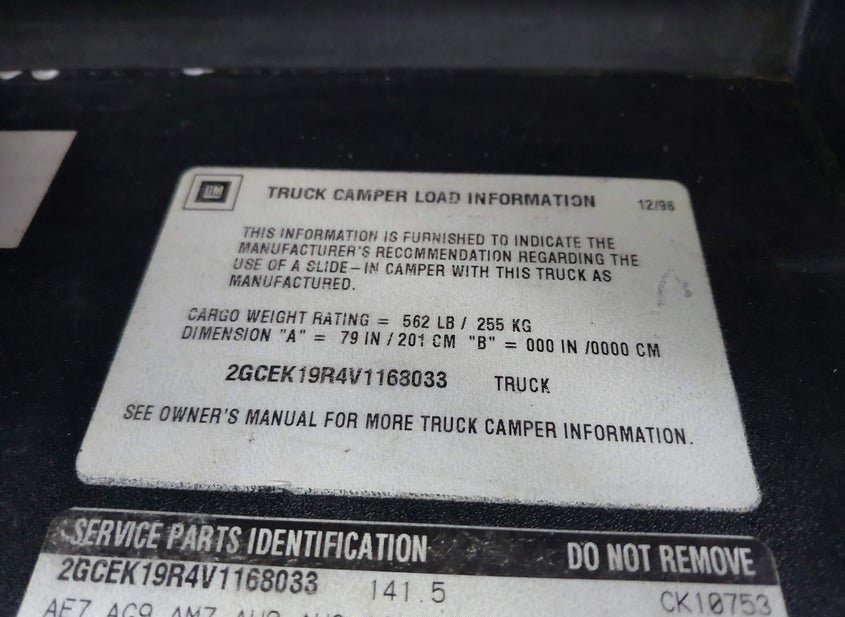 GM TRUCK CAMPER LOAD INFORMATION 12/96
THIS INFORMATION IS FURNISHED TO INDICATE THE
MANUFACTURER'S RECOMMENDATION REGARDING THE
USE OF A SLIDE-IN CAMPER WITH THIS TRUCK AS
MANUFACTURED.
CARGO WEIGHT RATING = 562 LB / 255 KG
DIMENSION "A" = 79 IN / 201 CM "B" = 000 IN /0000 CM
2GCEK19R4V1168033 TRUCK
SEE OWNER'S MANUAL FOR MORE TRUCK CAMPER INFORMATION.
SERVICE PARTS IDENTIFICATION DO NOT REMOVE
2GCEK19R4V1168033 141.5 CK10753
AE7 AG9 AM7